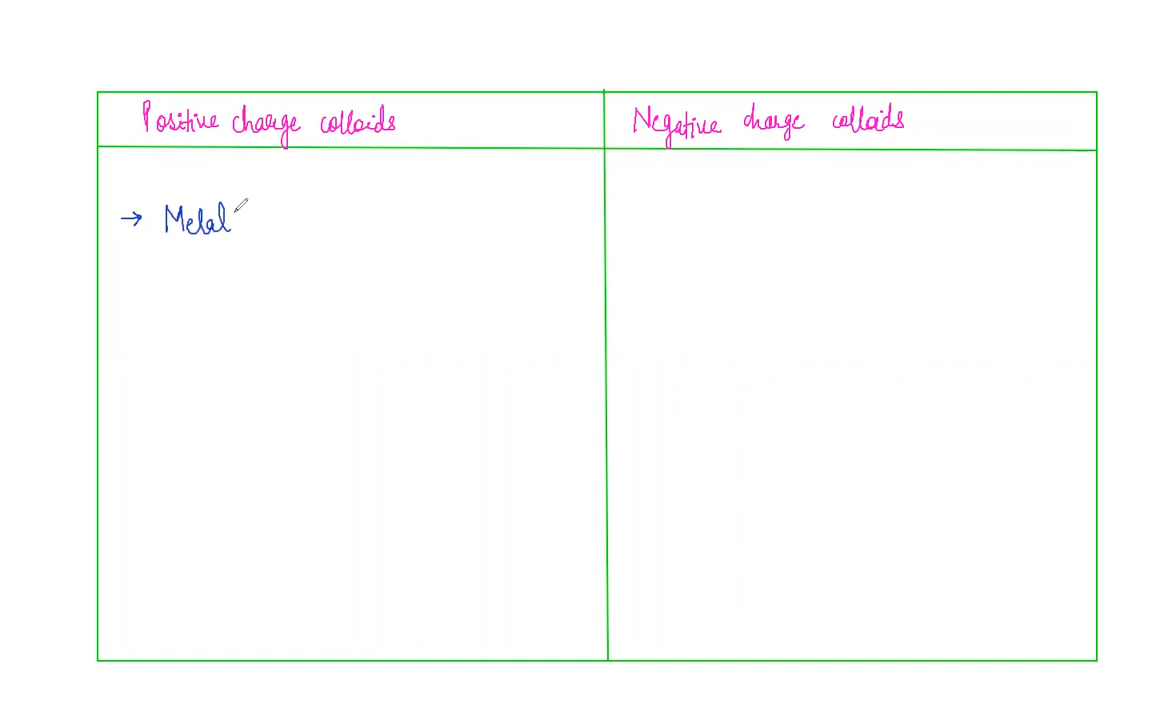 Positive charge colloids
Negative charge colloids
→ Metal